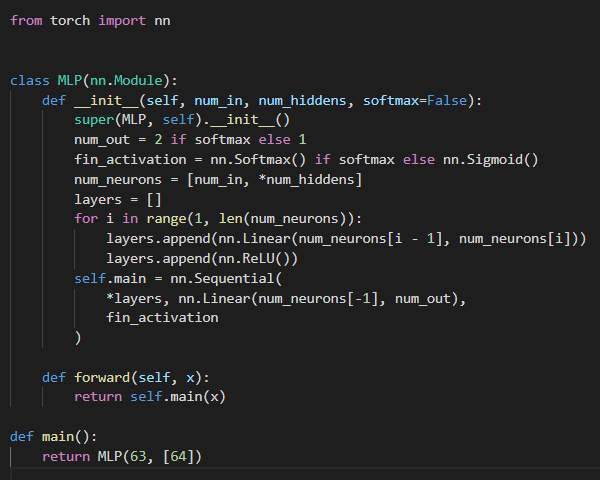 from torch import nn
class MLP(nn.Module):
def __init__(self, num_in, num_hiddens, softmax=False):
super(MLP, self).__init__()
num_out = 2 if softmax else 1
fin_activation = nn.Softmax() if softmax else nn.Sigmoid()
num_neurons = [num_in, *num_hiddens]
layers = []
for i in range(1, len(num_neurons)):
layers.append(nn.Linear(num_neurons[i - 1], num_neurons[i]))
layers.append(nn.ReLU())
self.main = nn.Sequential(
*layers, nn.Linear(num_neurons[-1], num_out),
fin_activation
)
def forward(self, x):
return self.main(x)
def main():
return MLP(63, [64])